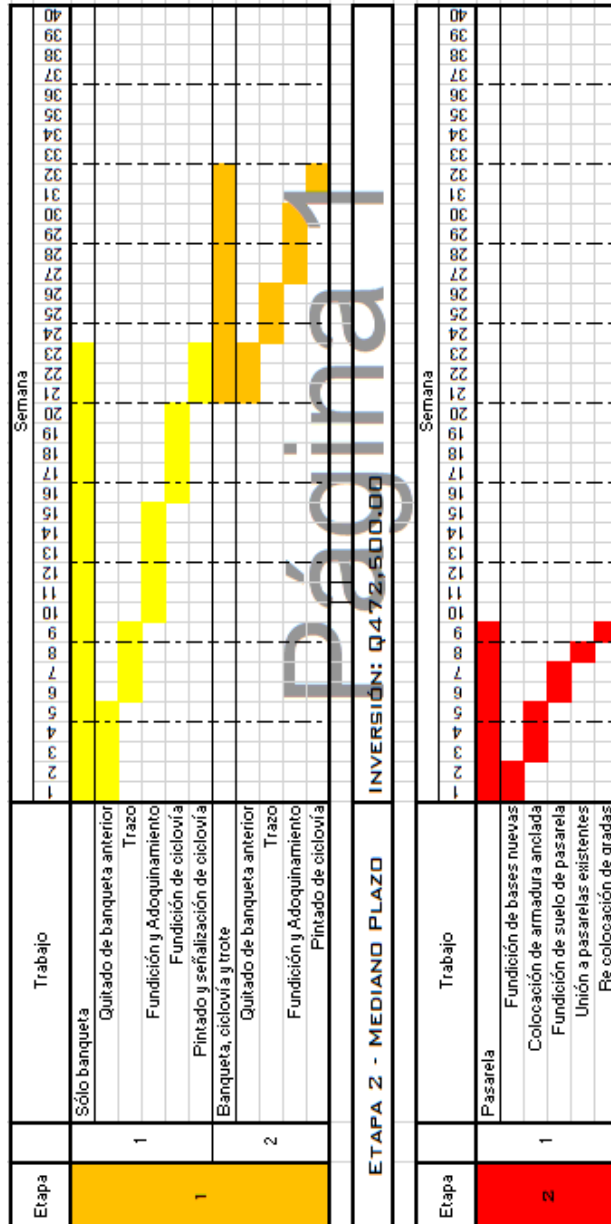 Etapa Trabajo Semana
1 2 3 4 5 6 7 8 9 10 11 12 13 14 15 16 17 18 19 20 21 22 23 24 25 26 27 28 29 30 31 32 33 34 35 36 37 38 39 40
1
1
Sólo banqueta
Quitado de banqueta anterior
Trazo
Fundición y Adoquinamiento
Fundición de ciclovía
Pintado y señalización de ciclovía
2
Banqueta, ciclovía y trote
Quitado de banqueta anterior
Trazo
Fundición y Adoquinamiento
Pintado de ciclovía
Página 1
ETAPA 2 - MEDIANO PLAZO INVERSIÓN: Q472,500.00
Etapa Trabajo Semana
1 2 3 4 5 6 7 8 9 10 11 12 13 14 15 16 17 18 19 20 21 22 23 24 25 26 27 28 29 30 31 32 33 34 35 36 37 38 39 40
2
1
Pasarela
Fundición de bases nuevas
Colocación de armadura anclada
Fundición de suelo de pasarela
Unión a pasarelas existentes
Re colocación de gradas